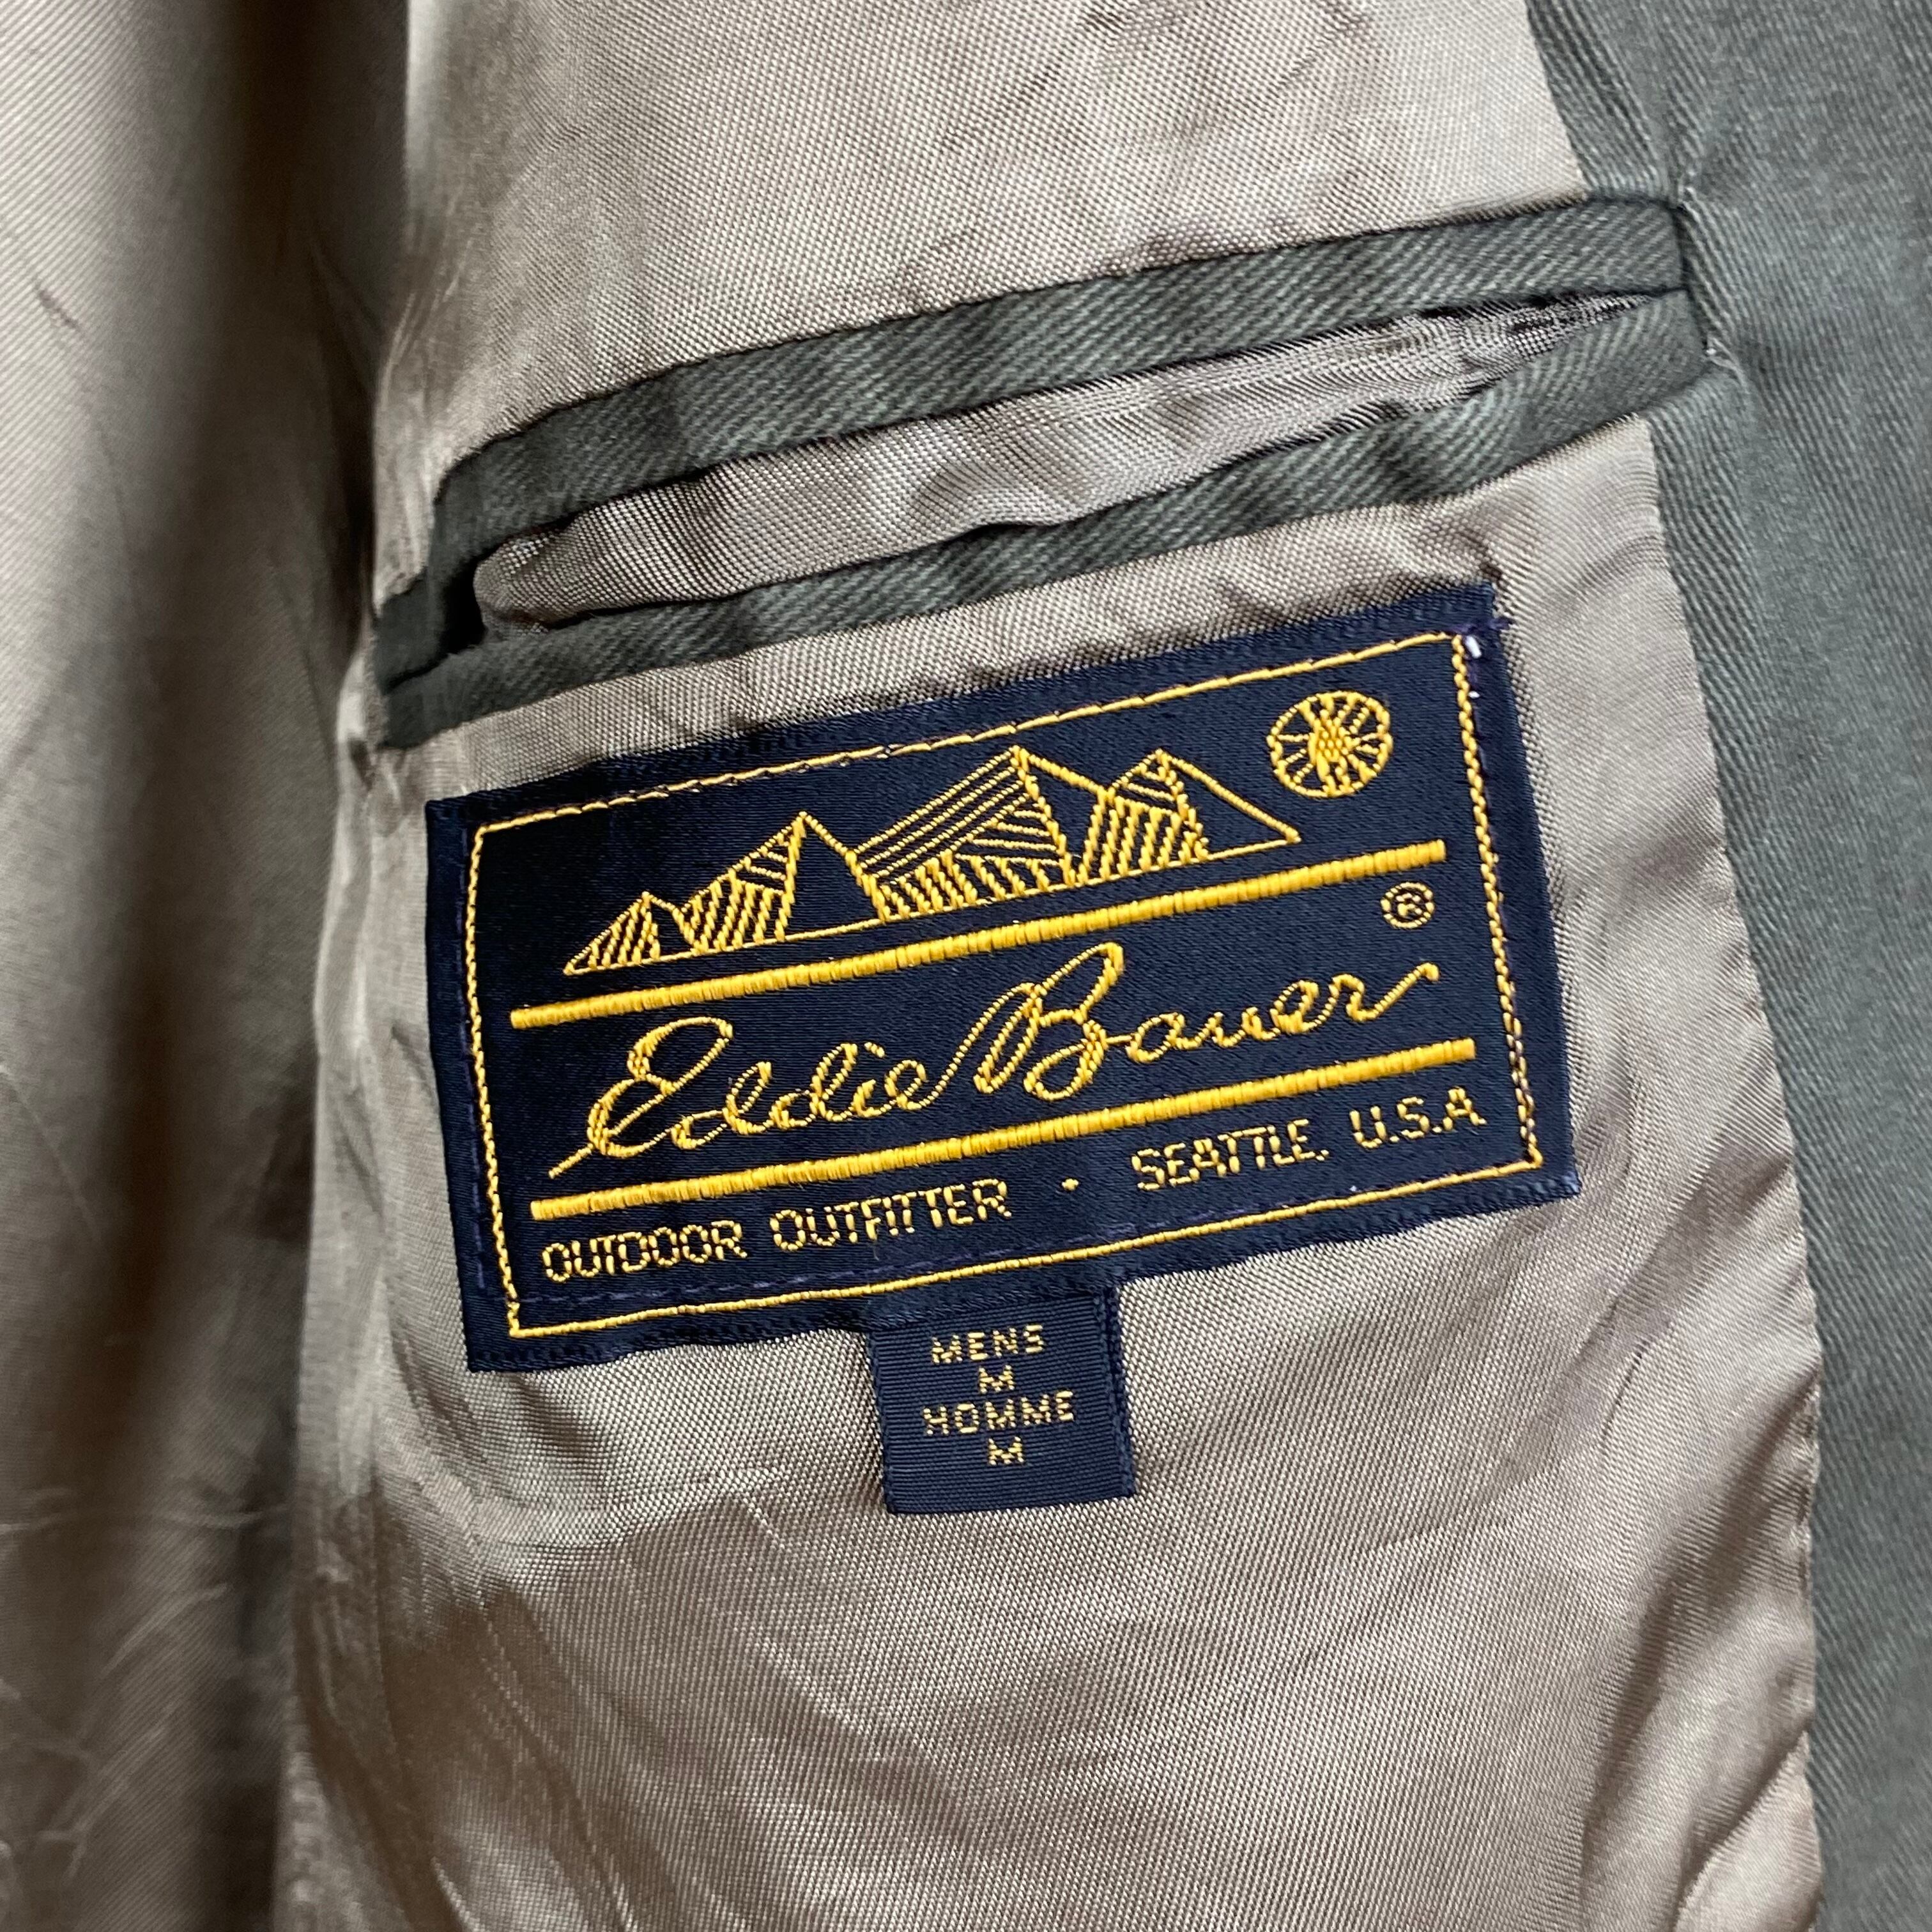 ®
Eddie Bauer
OUTDOOR OUTFITTER · SEATTLE, U.S.A
MENS
M
HOMME
M